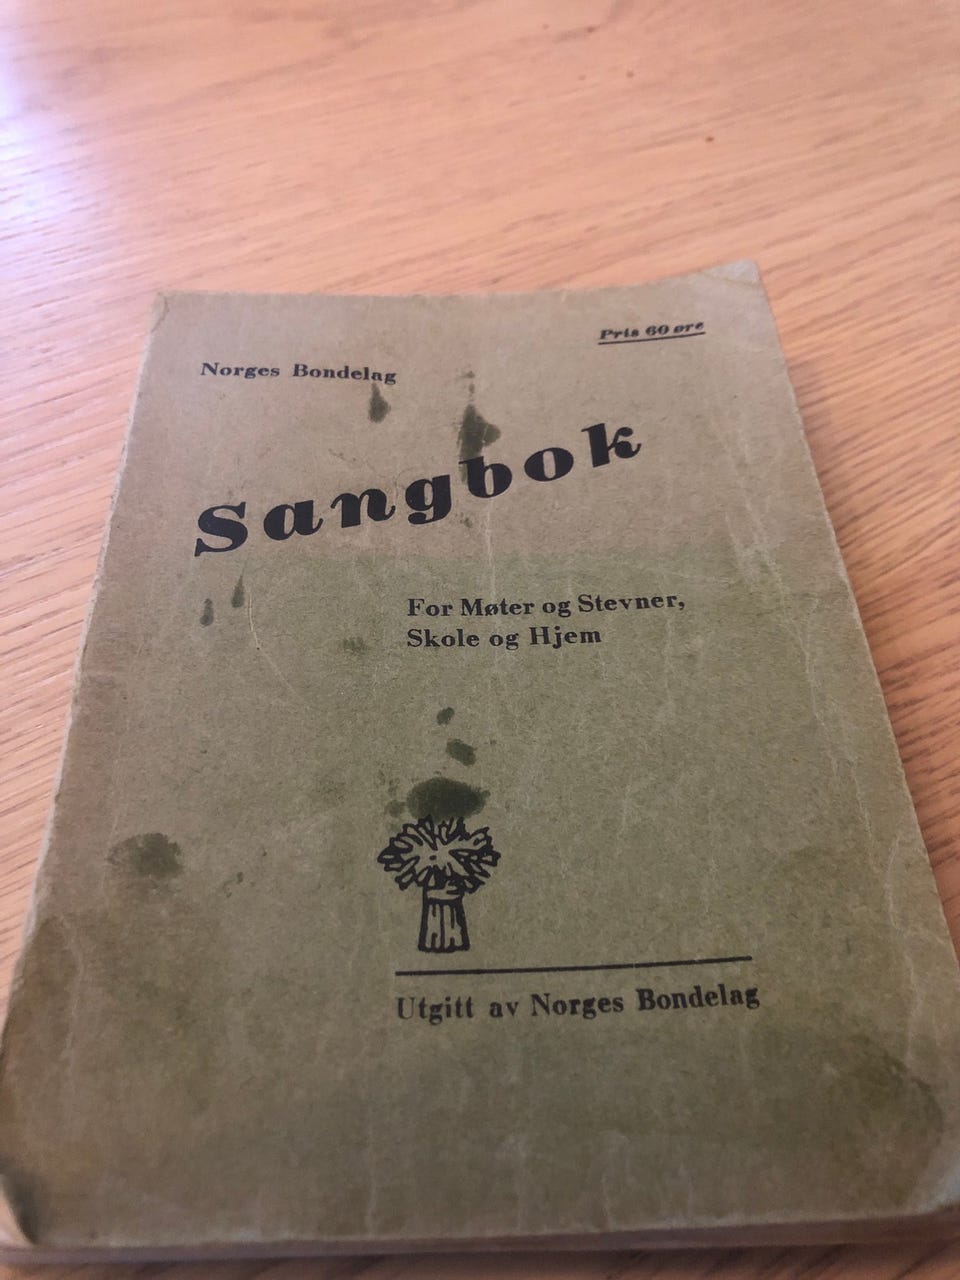 Pris 60 øre
Norges Bondelag
Sangbok
For Møter og Stevner,
Skole og Hjem
Utgitt av Norges Bondelag